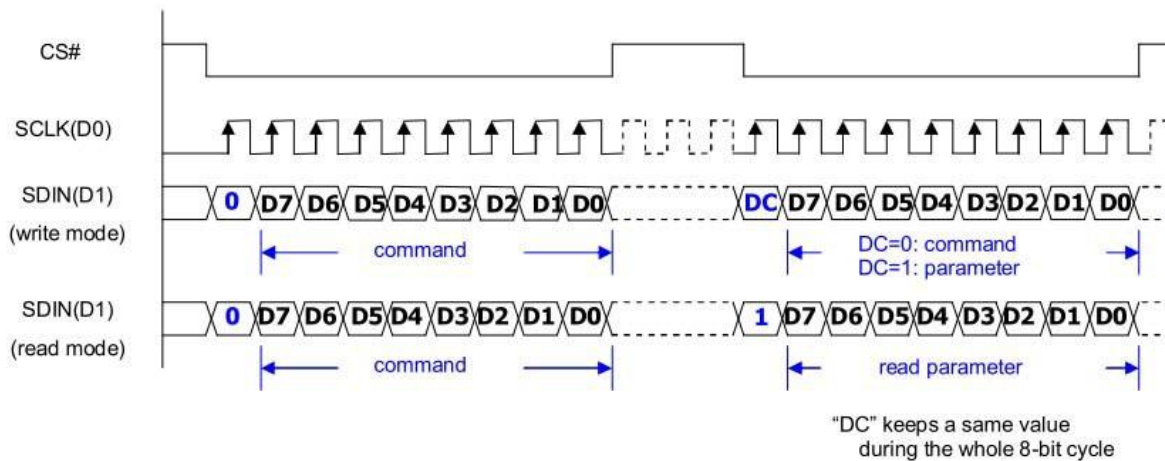 CS#
SCLK(D0)
SDIN(D1) 0 D7 D6 D5 D4 D3 D2 D1 D0 DC D7 D6 D5 D4 D3 D2 D1 D0
(write mode)
command
DC=0: command
DC=1: parameter
SDIN(D1) 0 D7 D6 D5 D4 D3 D2 D1 D0 1 D7 D6 D5 D4 D3 D2 D1 D0
(read mode)
command read parameter
“DC” keeps a same value
during the whole 8-bit cycle